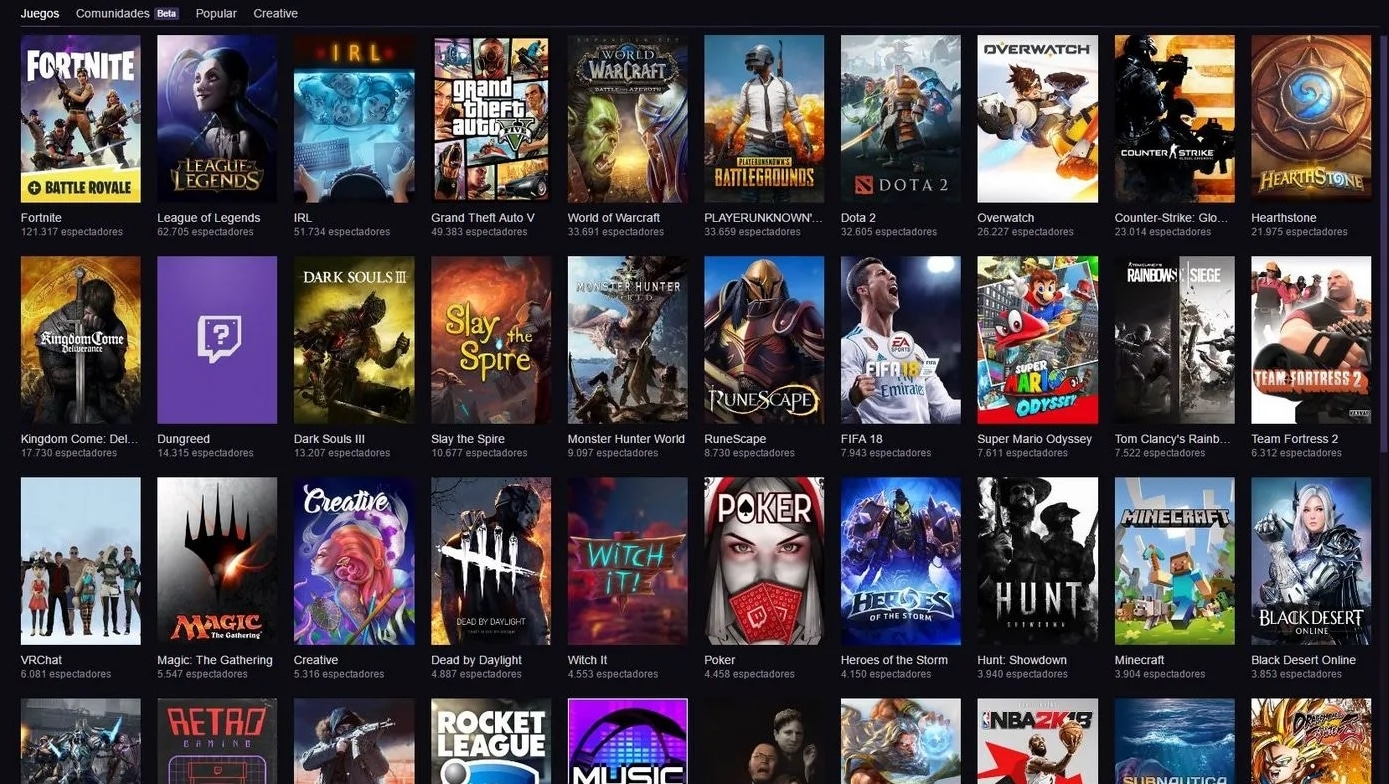 Juegos Comunidades Beta Popular Creative
FORTNITE
BATTLE ROYALE
Fortnite
121.317 espectadores
LEAGUE OF
LEGENDS
League of Legends
62.705 espectadores
IRL
IRL
51.734 espectadores
grand
theft
auto V
FIVE
Grand Theft Auto V
49.383 espectadores
WORLD
WARCRAFT
World of Warcraft
33.691 espectadores
PLAYERUNKNOWN'S
BATTLEGROUNDS
PLAYERUNKNOWN'...
33.659 espectadores
DOTA 2
Dota 2
32.605 espectadores
OVERWATCH
Overwatch
26.227 espectadores
COUNTER STRIKE
Counter-Strike: Glo...
23.014 espectadores
HEARTHSTONE
Hearthstone
21.975 espectadores
Kingdom Come
Deliverance
Kingdom Come: Del...
17.730 espectadores
?
Dungreed
14.315 espectadores
DARK SOULS III
Dark Souls III
13.207 espectadores
Slay the
Spire
Slay the Spire
10.677 espectadores
MONSTER HUNTER
WORLD
Monster Hunter World
9.097 espectadores
RUNESCAPE
RuneScape
8.730 espectadores
EA
SPORTS
FIFA 18
Emirates
FIFA 18
7.943 espectadores
SUPER
MARIO
ODYSSEY
Super Mario Odyssey
7.611 espectadores
TOM CLANCY'S
RAINBOW SIX SIEGE
Tom Clancy's Rainb...
7.522 espectadores
TEAM FORTRESS 2
Team Fortress 2
6.312 espectadores
VRChat
6.081 espectadores
MAGIC
The Gathering
Magic: The Gathering
5.547 espectadores
Creative
Creative
5.316 espectadores
DEAD BY DAYLIGHT
Dead by Daylight
4.887 espectadores
WiTCH
iT!
Witch It
4.553 espectadores
POKER
Poker
4.458 espectadores
HEROES
OF THE STORM
Heroes of the Storm
4.150 espectadores
HUNT
SHOWDOWN
Hunt: Showdown
3.940 espectadores
MINECRAFT
Minecraft
3.904 espectadores
BLACK DESERT
ONLINE
Black Desert Online
3.853 espectadores
RETRO
GAMING
ROCKET
LEAGUE
MUSIC
NBA2K18
SUBNAUTICA
DRAGONBALL